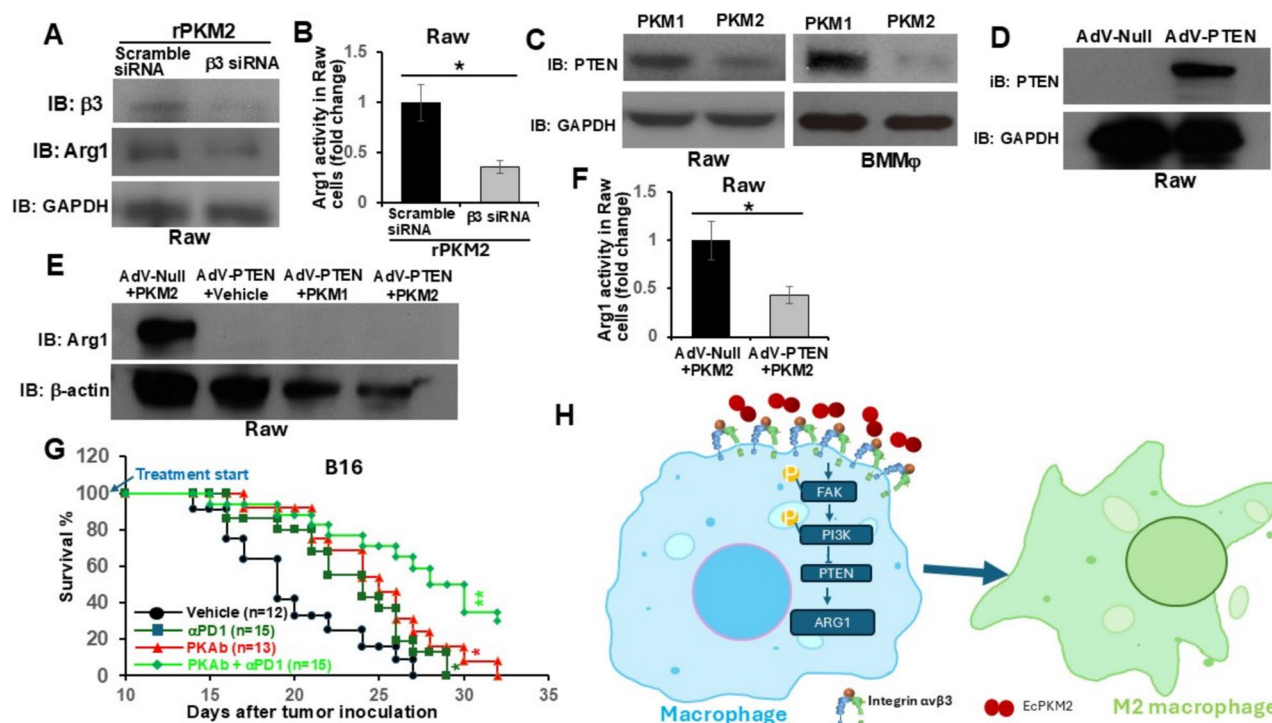 A
rPKM2
Scramble siRNA
β3 siRNA
IB: β3
IB: Arg1
IB: GAPDH
Raw
B
Raw
Arg1 activity in Raw cells (fold change)
1.5
1
0.5
0
*
Scramble siRNA
β3 siRNA
rPKM2
C
PKM1
PKM2
PKM1
PKM2
IB: PTEN
IB: GAPDH
Raw
BMMφ
D
AdV-Null
AdV-PTEN
iB: PTEN
IB: GAPDH
Raw
E
AdV-Null +PKM2
AdV-PTEN +Vehicle
AdV-PTEN +PKM1
AdV-PTEN +PKM2
IB: Arg1
IB: β-actin
Raw
F
Raw
Arg1 activity in Raw cells (fold change)
1.5
1
0.5
0
*
AdV-Null +PKM2
AdV-PTEN +PKM2
G
B16
Treatment start
Survival %
120
100
80
60
40
20
0
Vehicle (n=12)
αPD1 (n=15)
PKAb (n=13)
PKAb + αPD1 (n=15)
**
*
*
10
15
20
25
30
35
Days after tumor inoculation
H
P
FAK
P
PI3K
PTEN
ARG1
Macrophage
Integrin αvβ3
EcPKM2
M2 macrophage